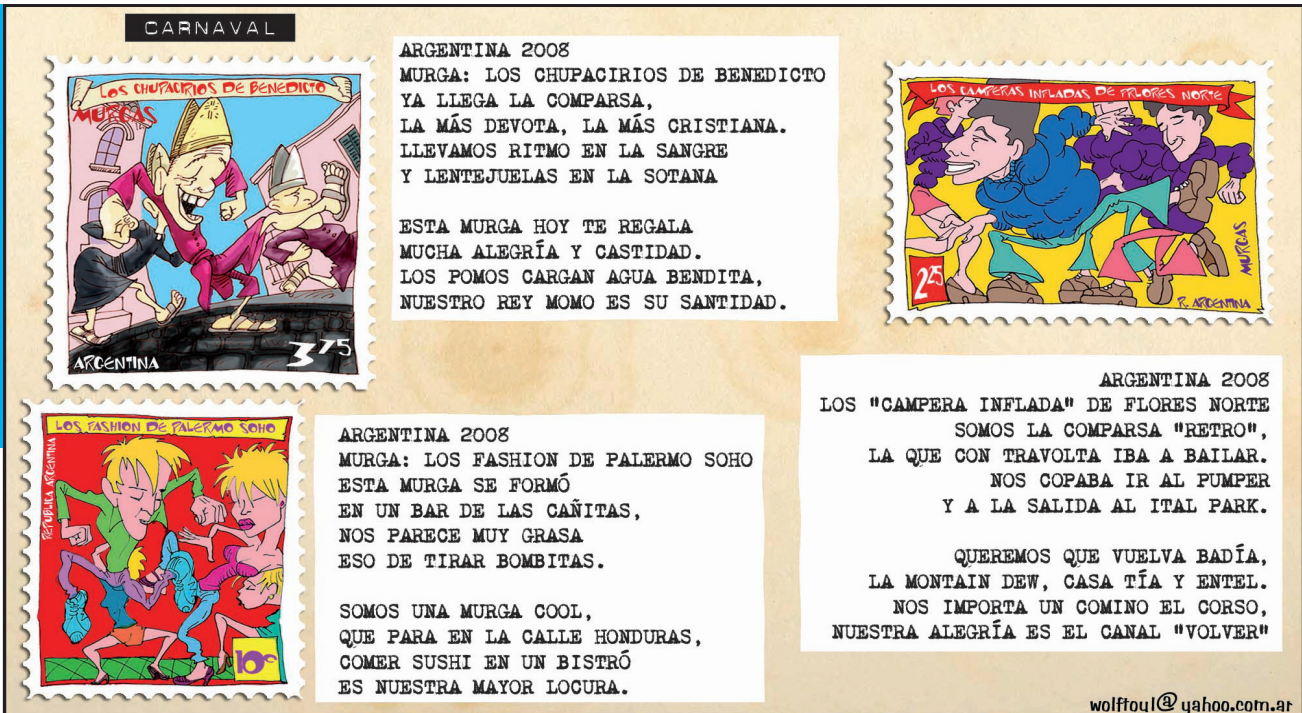 CARNAVAL
LOS CHUPACIRIOS DE BENEDICTO
MURGAS
ARGENTINA
3 75
ARGENTINA 2008
MURGA: LOS CHUPACIRIOS DE BENEDICTO
YA LLEGA LA COMPARSA,
LA MÁS DEVOTA, LA MÁS CRISTIANA.
LLEVAMOS RITMO EN LA SANGRE
Y LENTEJUELAS EN LA SOTANA
ESTA MURGA HOY TE REGALA
MUCHA ALEGRÍA Y CASTIDAD.
LOS POMOS CARGAN AGUA BENDITA,
NUESTRO REY MOMO ES SU SANTIDAD.
LOS CAMPERAS INFLADAS DE FRLORES NORTE
MURGAS
2 25
R. ARGENTINA
LOS FASHION DE PALERMO SOHO
REPUBLICA ARGENTINA
10c
ARGENTINA 2008
MURGA: LOS FASHION DE PALERMO SOHO
ESTA MURGA SE FORMÓ
EN UN BAR DE LAS CAÑITAS,
NOS PARECE MUY GRASA
ESO DE TIRAR BOMBITAS.
SOMOS UNA MURGA COOL,
QUE PARA EN LA CALLE HONDURAS,
COMER SUSHI EN UN BISTRÓ
ES NUESTRA MAYOR LOCURA.
ARGENTINA 2008
LOS "CAMPERA INFLADA" DE FLORES NORTE
SOMOS LA COMPARSA "RETRO",
LA QUE CON TRAVOLTA IBA A BAILAR.
NOS COPABA IR AL PUMPER
Y A LA SALIDA AL ITAL PARK.
QUEREMOS QUE VUELVA BADÍA,
LA MONTAIN DEW, CASA TÍA Y ENTEL.
NOS IMPORTA UN COMINO EL CORSO,
NUESTRA ALEGRÍA ES EL CANAL "VOLVER"
wolftoul@yahoo.com.ar